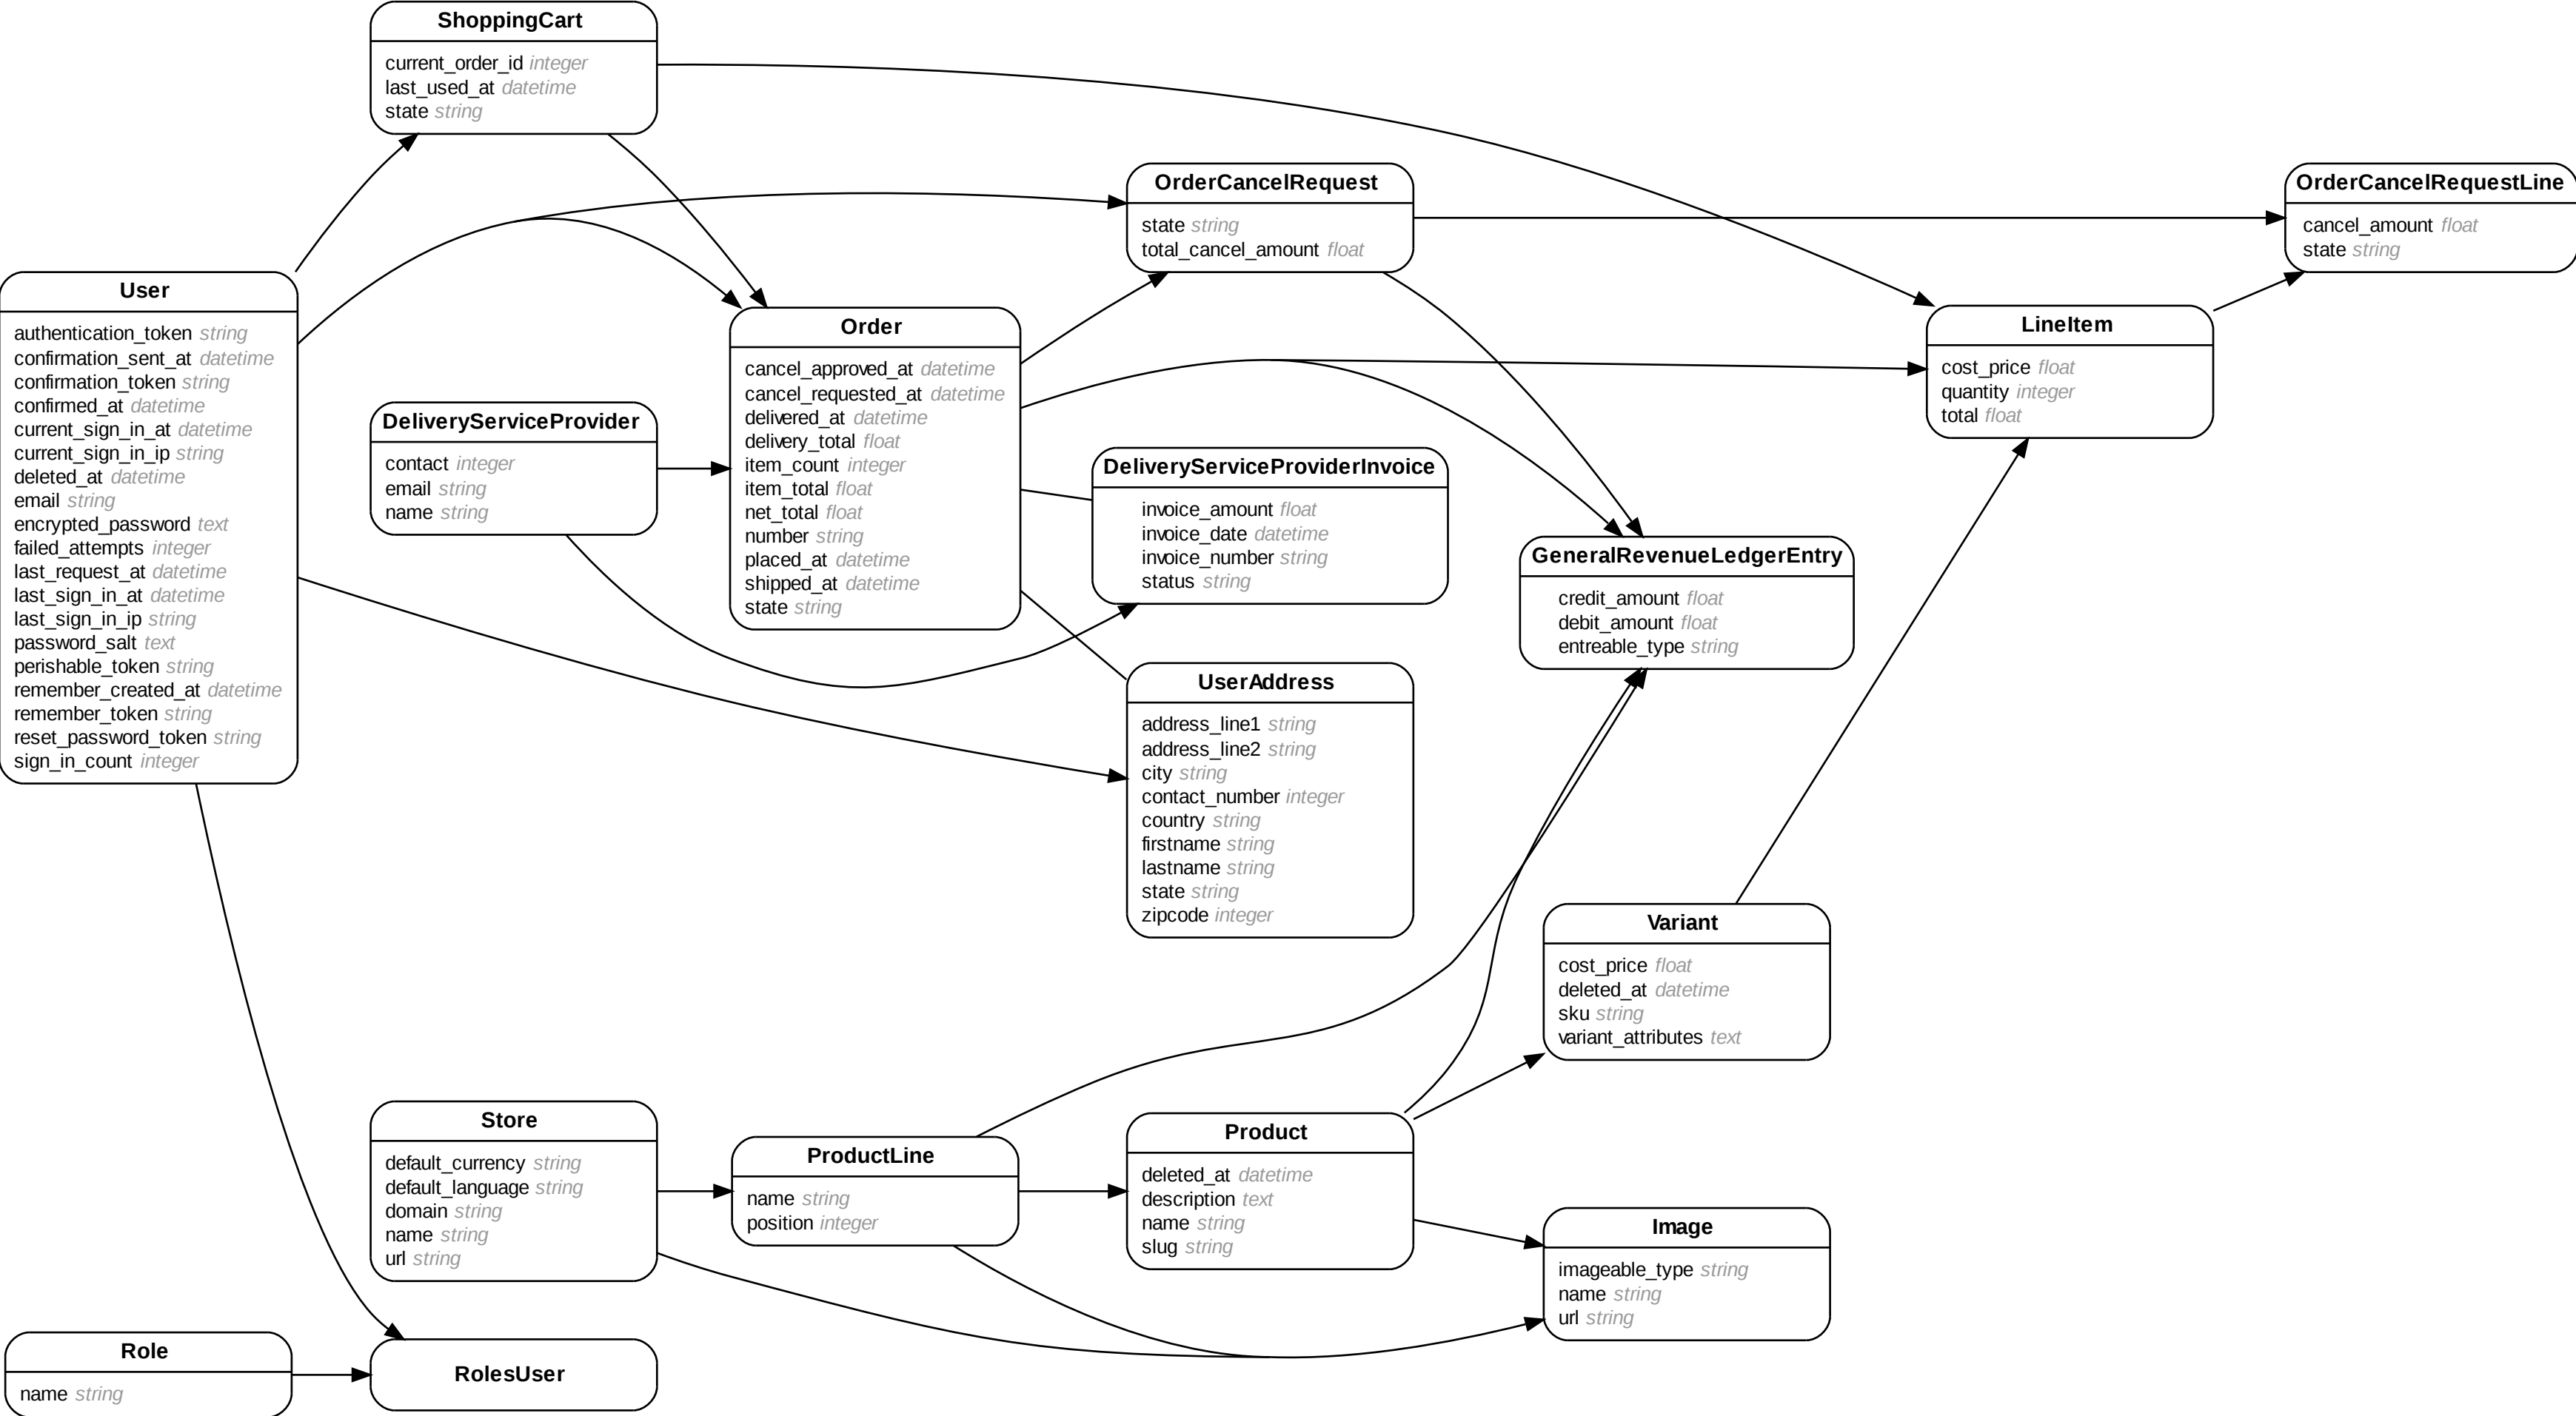 ShoppingCart
current_order_id integer
last_used_at datetime
state string
OrderCancelRequest
state string
total_cancel_amount float
OrderCancelRequestLine
cancel_amount float
state string
User
authentication_token string
confirmation_sent_at datetime
confirmation_token string
confirmed_at datetime
current_sign_in_at datetime
current_sign_in_ip string
deleted_at datetime
email string
encrypted_password text
failed_attempts integer
last_request_at datetime
last_sign_in_at datetime
last_sign_in_ip string
password_salt text
perishable_token string
remember_created_at datetime
remember_token string
reset_password_token string
sign_in_count integer
Order
cancel_approved_at datetime
cancel_requested_at datetime
delivered_at datetime
delivery_total float
item_count integer
item_total float
net_total float
number string
placed_at datetime
shipped_at datetime
state string
LineItem
cost_price float
quantity integer
total float
DeliveryServiceProvider
contact integer
email string
name string
DeliveryServiceProviderInvoice
invoice_amount float
invoice_date datetime
invoice_number string
status string
GeneralRevenueLedgerEntry
credit_amount float
debit_amount float
entreable_type string
UserAddress
address_line1 string
address_line2 string
city string
contact_number integer
country string
firstname string
lastname string
state string
zipcode integer
Variant
cost_price float
deleted_at datetime
sku string
variant_attributes text
Store
default_currency string
default_language string
domain string
name string
url string
ProductLine
name string
position integer
Product
deleted_at datetime
description text
name string
slug string
Image
imageable_type string
name string
url string
Role
name string
RolesUser